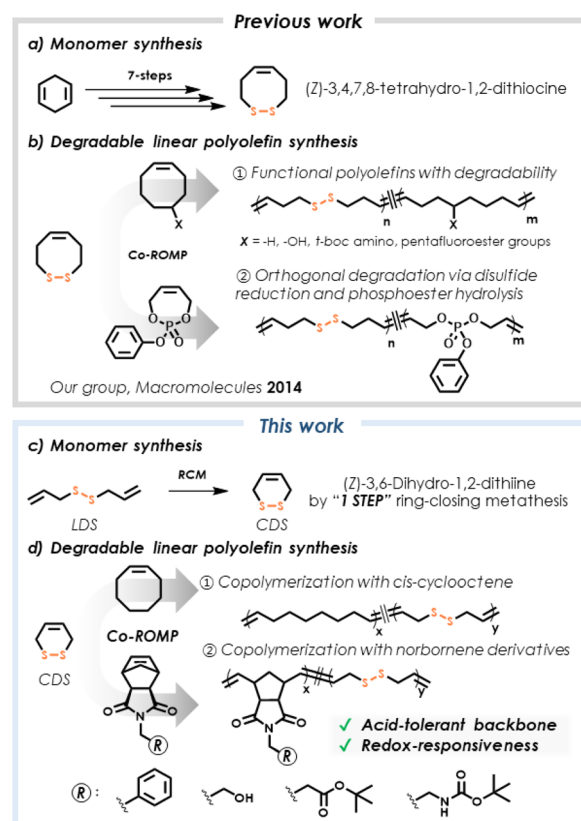 Previous work
a) Monomer synthesis
7-steps
(Z)-3,4,7,8-tetrahydro-1,2-dithiocine
S-S
b) Degradable linear polyolefin synthesis
① Functional polyolefins with degradability
X
S-S
n
X
m
X = -H, -OH, t-boc amino, pentafluoroester groups
Co-ROMP
S-S
② Orthogonal degradation via disulfide
reduction and phosphoester hydrolysis
O O
P
O O
S-S
n
O O
P
O O
m
Our group, Macromolecules 2014
This work
c) Monomer synthesis
RCM
S-S
LDS
S-S
CDS
(Z)-3,6-Dihydro-1,2-dithiine
by "1 STEP" ring-closing metathesis
d) Degradable linear polyolefin synthesis
① Copolymerization with cis-cyclooctene
x
S-S
y
Co-ROMP
S-S
CDS
② Copolymerization with norbornene derivatives
O N O
R
x
S-S
y
O N O
R
✓ Acid-tolerant backbone
✓ Redox-responsiveness
R :
OH
O
O
N
H
O
O